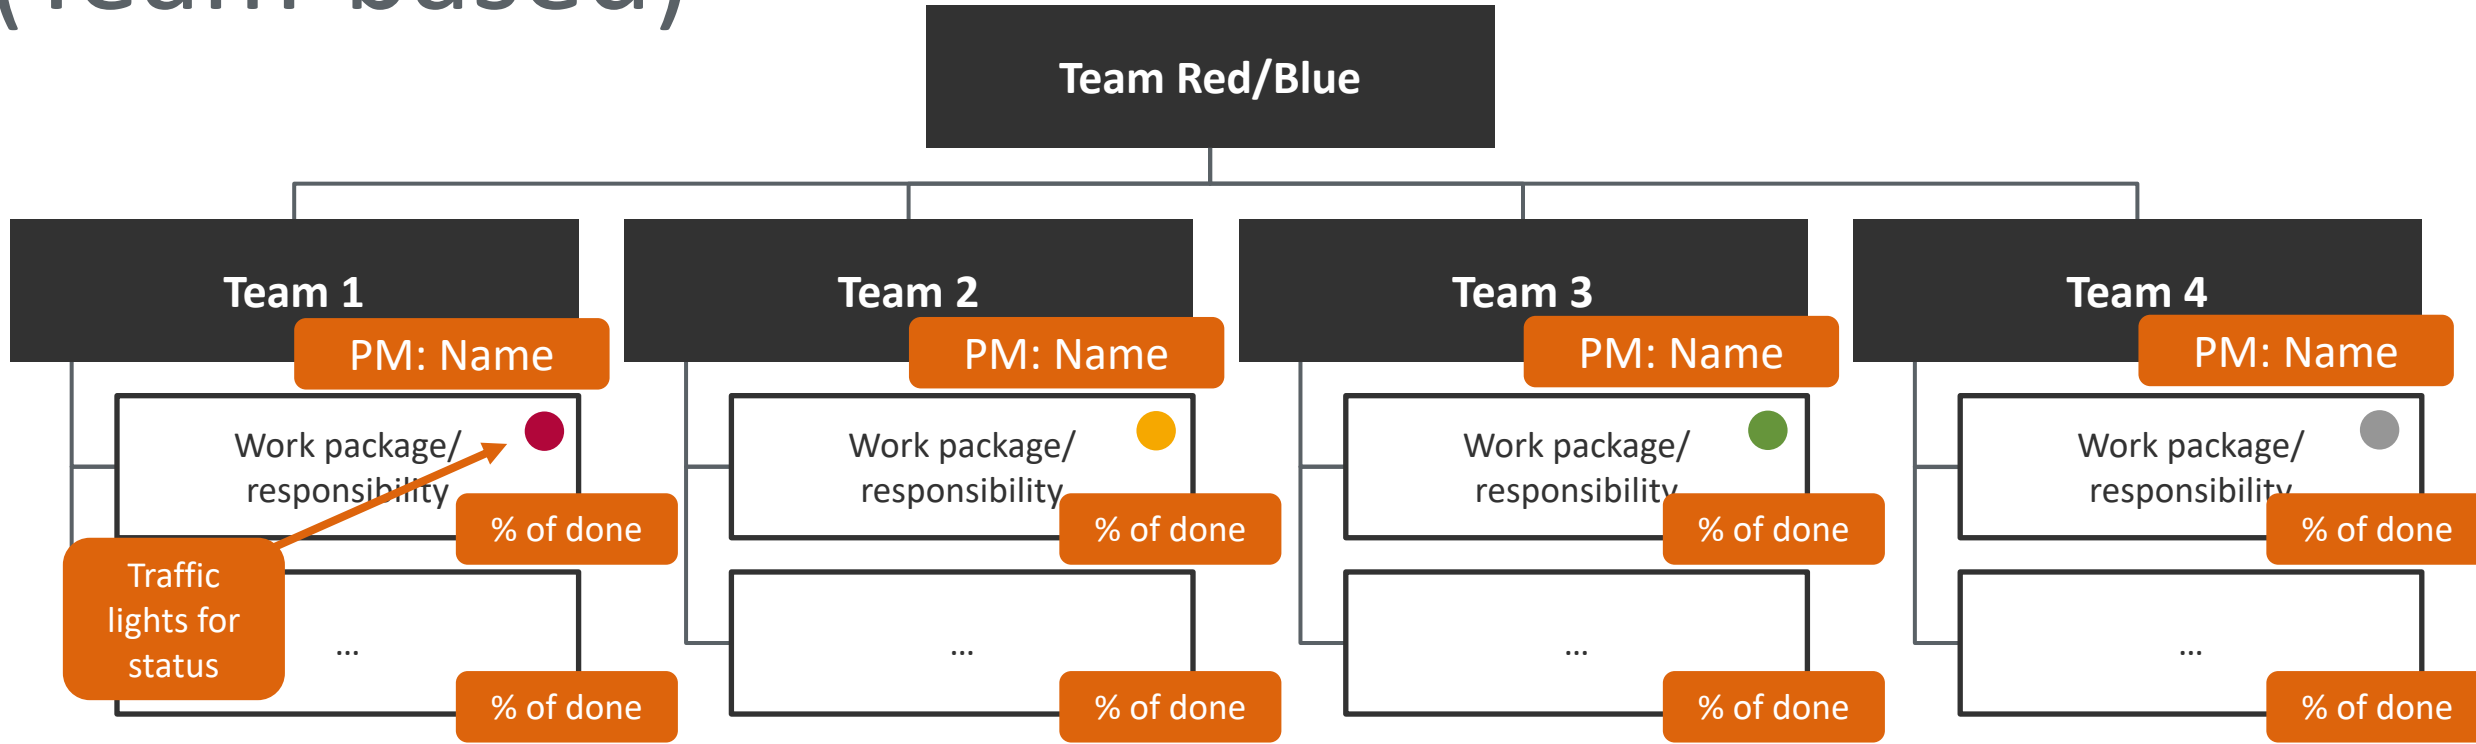 (Team-based)
Team Red/Blue
Team 1
PM: Name
Team 2
PM: Name
Team 3
PM: Name
Team 4
PM: Name
Work package/
responsibility
% of done
Work package/
responsibility
% of done
Work package/
responsibility
% of done
Work package/
responsibility
% of done
Traffic
lights for
status
...
% of done
...
% of done
...
% of done
...
% of done